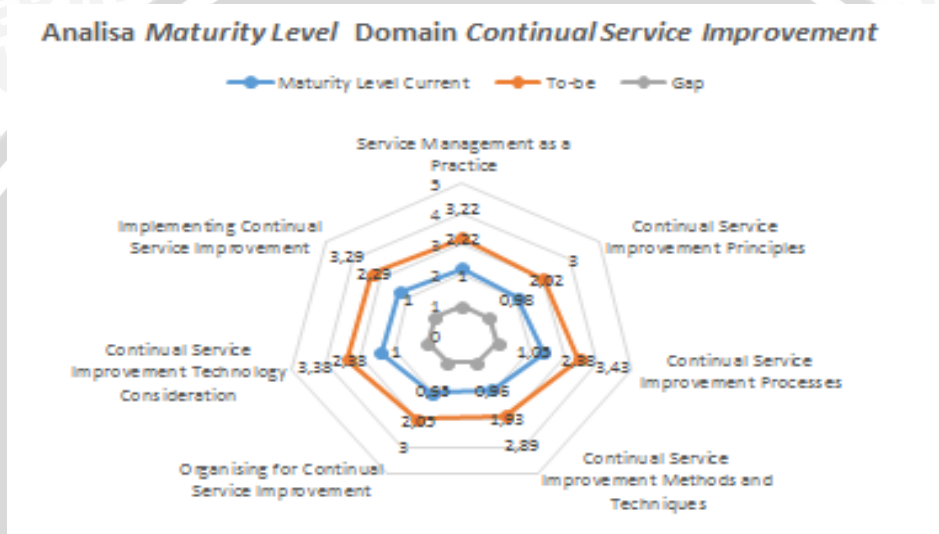 Analisa Maturity Level Domain Continual Service Improvement
Maturity Level Current To-be Gap
Service Management as a
Practice
5
4 3,22
3 2,22
2 1
1
0
Continual Service
Improvement Principles
3
2,02
0,98
Continual Service
Improvement Processes
3,43
2,38
1,05
Continual Service
Improvement Methods and
Techniques
2,89
1,93
0,96
Organising for Continual
Service Improvement
3
2,05
0,95
Continual Service
Improvement Technology
Consideration
3,38
2,38
1
Implementing Continual
Service Improvement
3,29
2,29
1